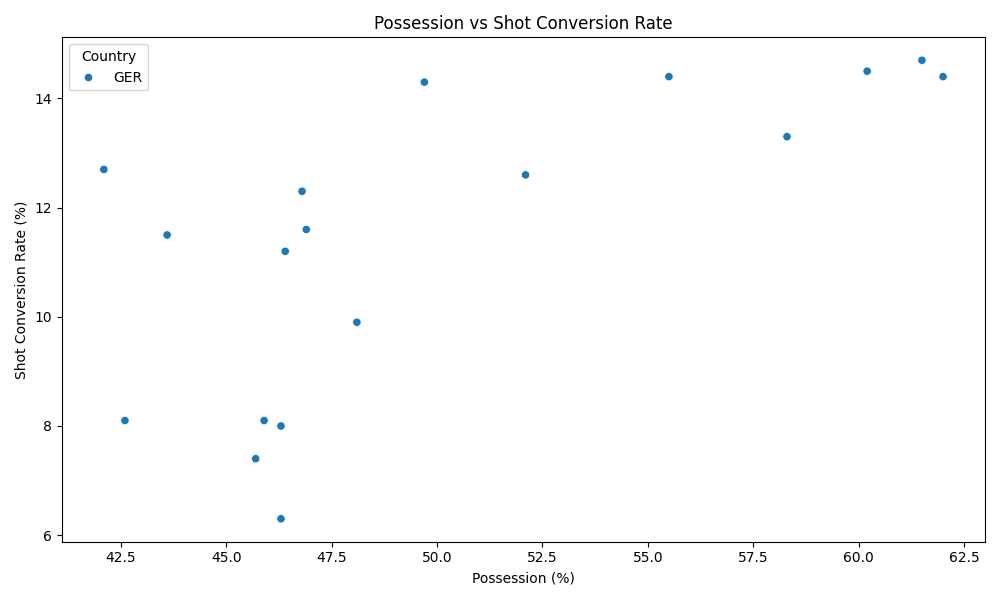 Possession vs Shot Conversion Rate
Country
GER
Shot Conversion Rate (%)
14
12
10
8
6
42.5 45.0 47.5 50.0 52.5 55.0 57.5 60.0 62.5
Possession (%)